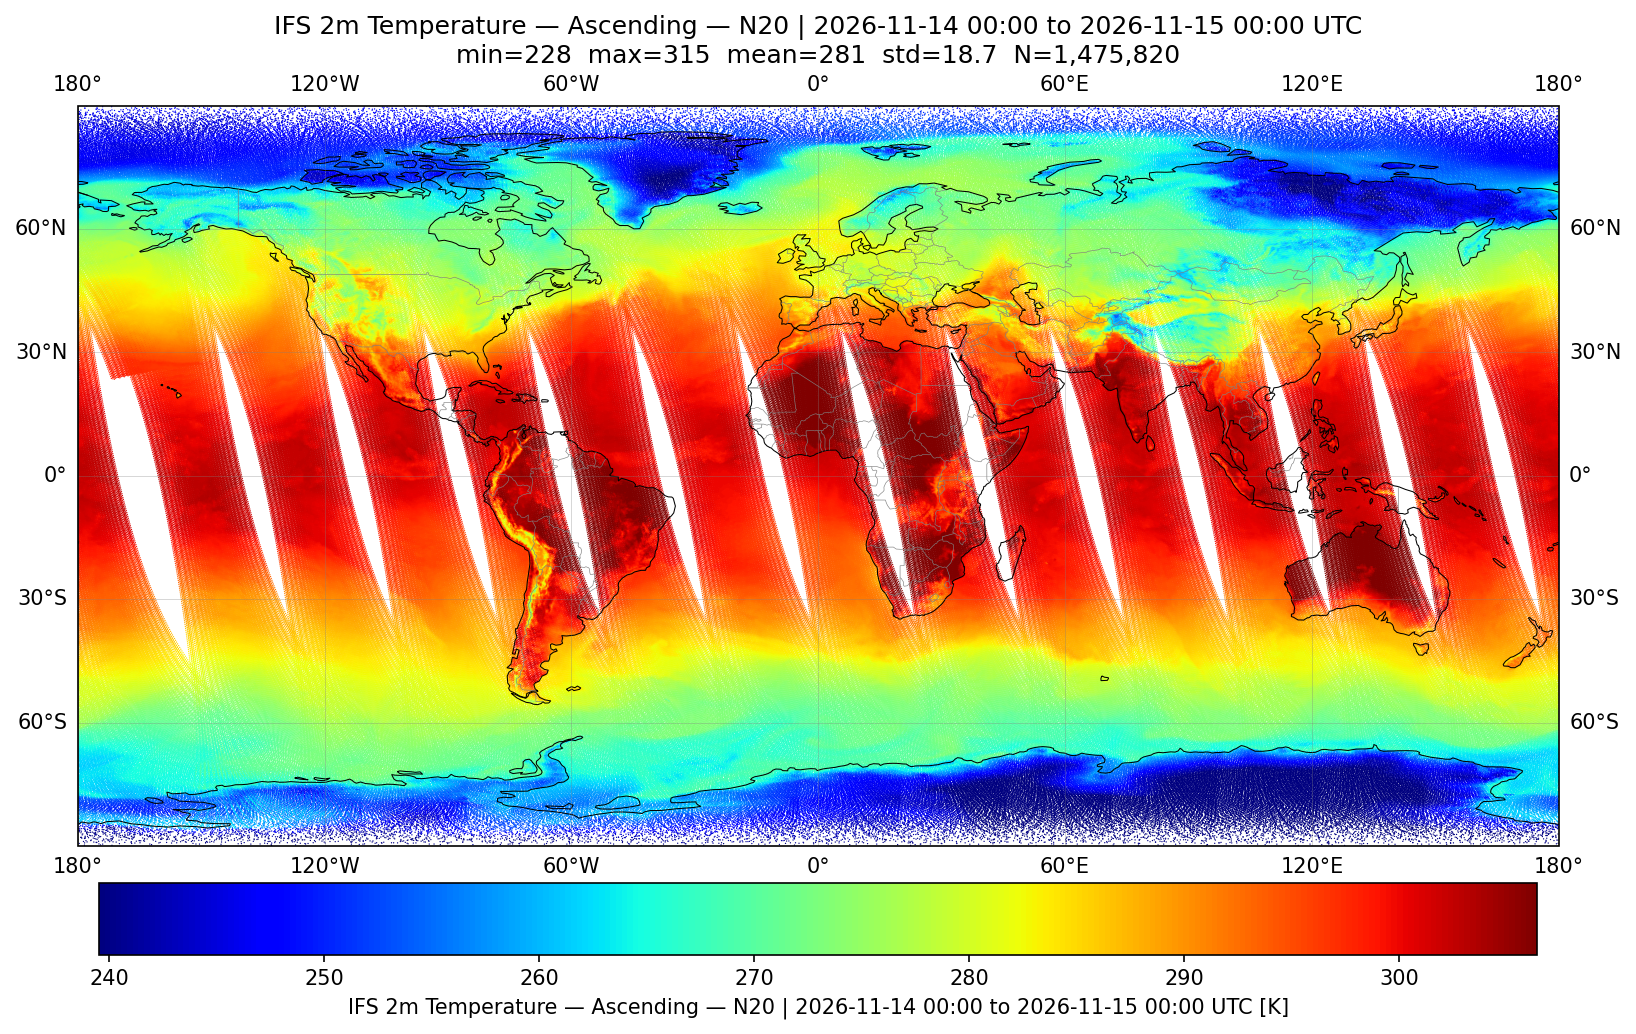 IFS 2m Temperature — Ascending — N20 | 2026-11-14 00:00 to 2026-11-15 00:00 UTC
min=228 max=315 mean=281 std=18.7 N=1,475,820
180° 120°W 60°W 0° 60°E 120°E 180°
60°N 60°N
30°N 30°N
0° 0°
30°S 30°S
60°S 60°S
180° 120°W 60°W 0° 60°E 120°E 180°
240 250 260 270 280 290 300
IFS 2m Temperature — Ascending — N20 | 2026-11-14 00:00 to 2026-11-15 00:00 UTC [K]